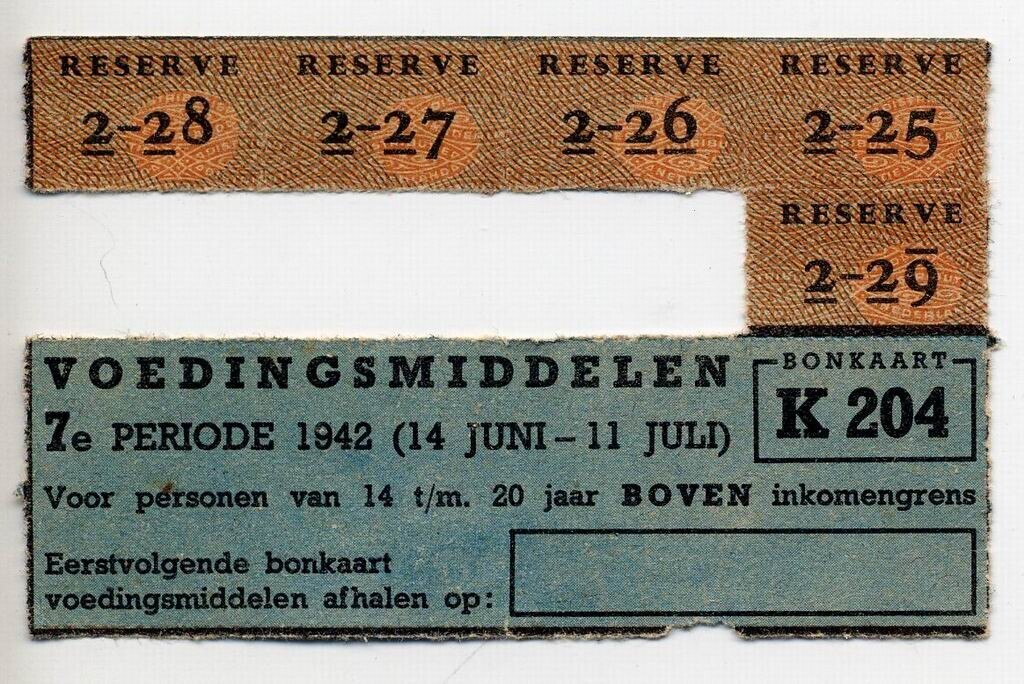 RESERVE RESERVE RESERVE RESERVE
2-28 2-27 2-26 2-25
RESERVE
2-29
VOEDINGSMIDDELEN
BONKAART
K 204
7e PERIODE 1942 (14 JUNI – 11 JULI)
Voor personen van 14 t/m. 20 jaar BOVEN inkomengrens
Eerstvolgende bonkaart
voedingsmiddelen afhalen op: